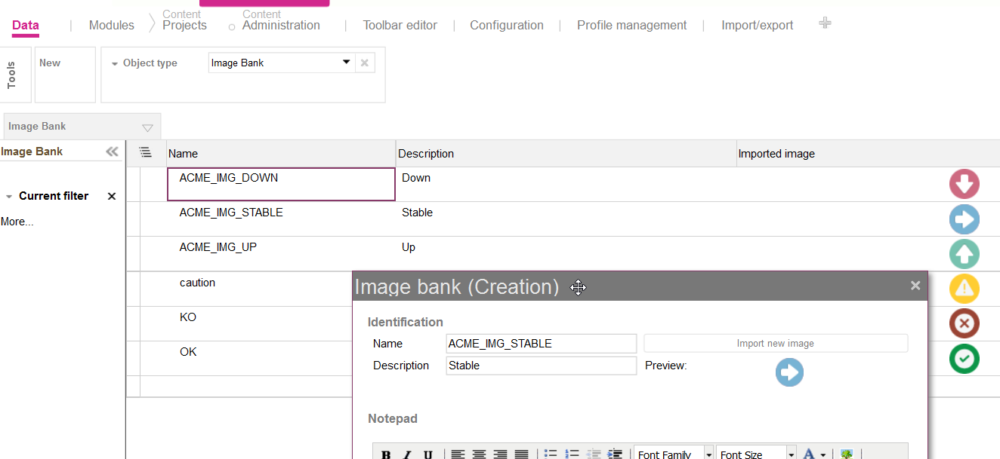 Data
Modules
Content
Projects
Content
Administration
Toolbar editor
Configuration
Profile management
Import/export
Tools
New
Object type
Image Bank
Image Bank
Image Bank
Current filter
More...
Name Description Imported image
ACME_IMG_DOWN Down
ACME_IMG_STABLE Stable
ACME_IMG_UP Up
caution
KO
OK
Image bank (Creation)
Identification
Name ACME_IMG_STABLE Import new image
Description Stable Preview:
Notepad
B I U Font Family Font Size A